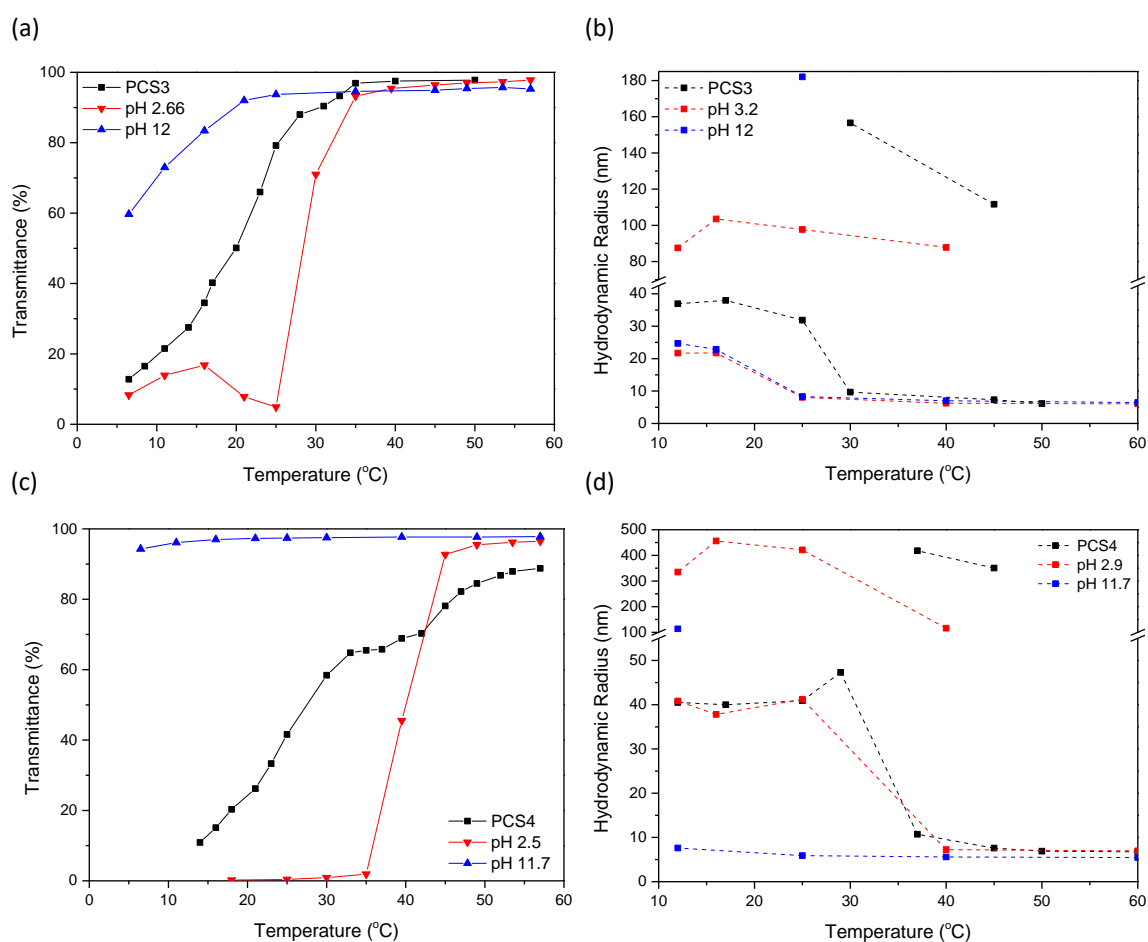 (a)
100
80
60
40
20
0
0 10 20 30 40 50 60
Transmittance (%)
Temperature (°C)
PCS3
pH 2.66
pH 12
(b)
180
160
140
120
100
80
40
30
20
10
0
10 20 30 40 50 60
Hydrodynamic Radius (nm)
Temperature (°C)
PCS3
pH 3.2
pH 12
(c)
100
80
60
40
20
0
0 10 20 30 40 50 60
Transmittance (%)
Temperature (°C)
PCS4
pH 2.5
pH 11.7
(d)
500
450
400
350
300
250
200
150
100
50
40
30
20
10
0
10 20 30 40 50 60
Hydrodynamic Radius (nm)
Temperature (°C)
PCS4
pH 2.9
pH 11.7